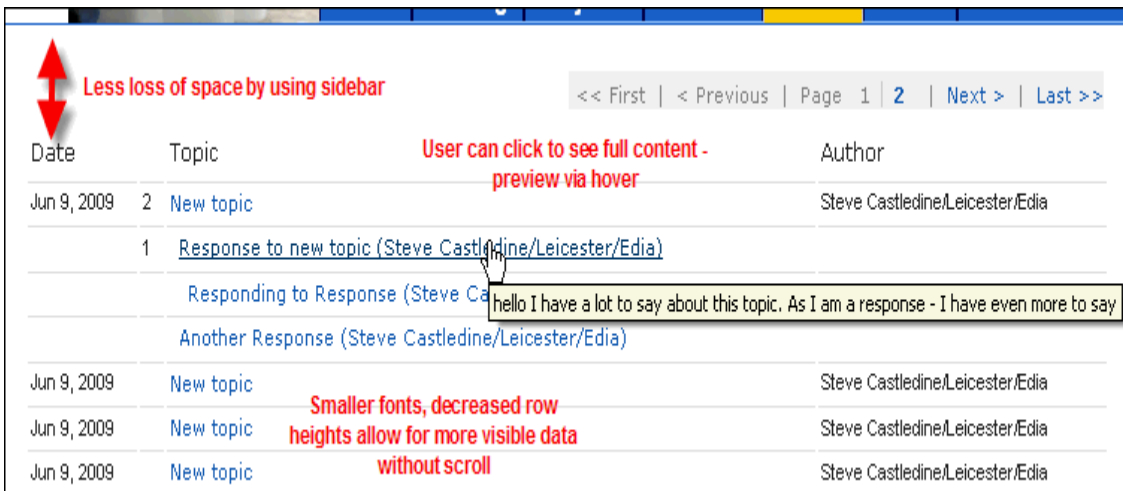 Less loss of space by using sidebar
<< First | < Previous | Page 1 | 2 | Next > | Last >>
Date Topic Author
User can click to see full content -
preview via hover
Jun 9, 2009 2 New topic Steve Castledine/Leicester/Edia
1 Response to new topic (Steve Castledine/Leicester/Edia)
Responding to Response (Steve Ca
hello I have a lot to say about this topic. As I am a response - I have even more to say
Another Response (Steve Castledine/Leicester/Edia)
Jun 9, 2009 New topic Steve Castledine/Leicester/Edia
Smaller fonts, decreased row
Jun 9, 2009 New topic Steve Castledine/Leicester/Edia
heights allow for more visible data
without scroll
Jun 9, 2009 New topic Steve Castledine/Leicester/Edia